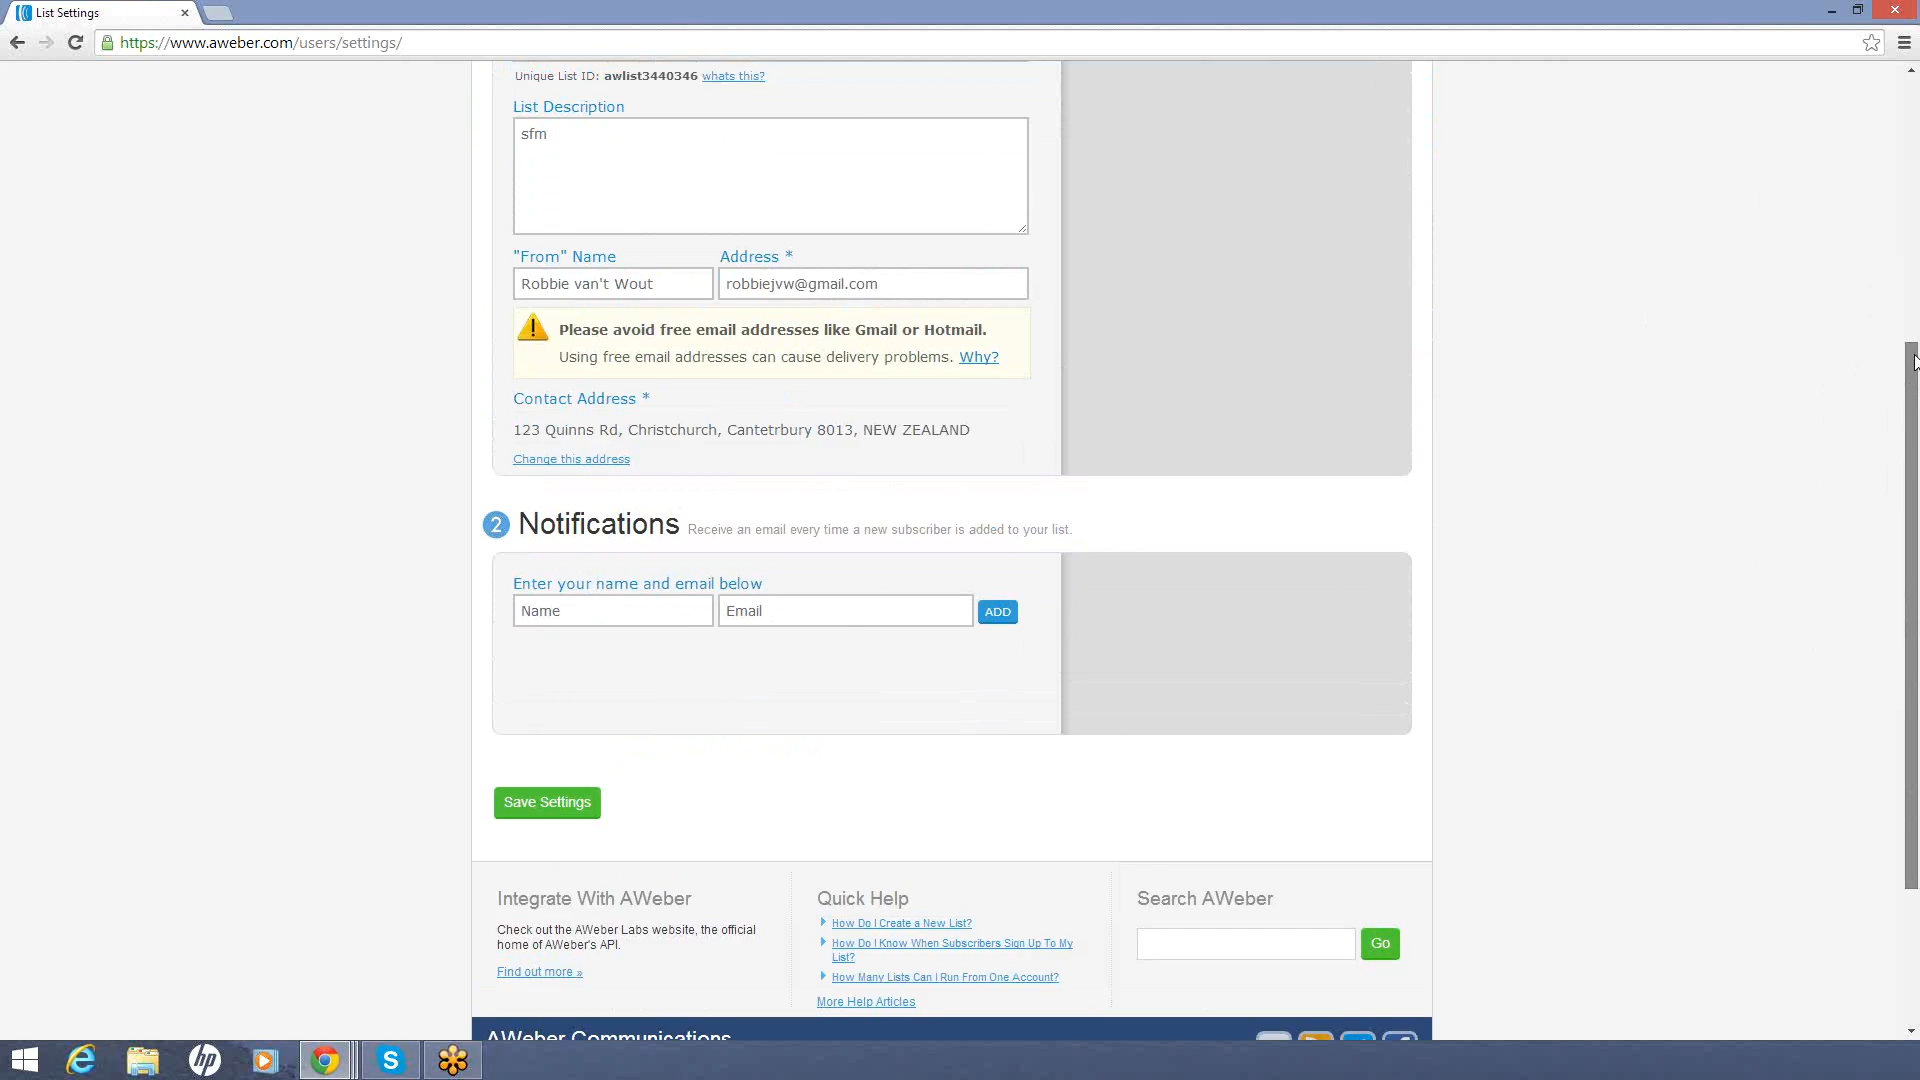 List Settings
https://www.aweber.com/users/settings/
Unique List ID: awlist3440346 whats this?
List Description
sfm
"From" Name
Address *
Robbie van't Wout
robbiejvw@gmail.com
Please avoid free email addresses like Gmail or Hotmail.
Using free email addresses can cause delivery problems. Why?
Contact Address *
123 Quinns Rd, Christchurch, Cantetrbury 8013, NEW ZEALAND
Change this address
2 Notifications Receive an email every time a new subscriber is added to your list.
Enter your name and email below
Name
Email
ADD
Save Settings
Integrate With AWeber
Check out the AWeber Labs website, the official
home of AWeber's API.
Find out more »
Quick Help
How Do I Create a New List?
How Do I Know When Subscribers Sign Up To My
List?
How Many Lists Can I Run From One Account?
More Help Articles
Search AWeber
Go
AWeber Communications
hp